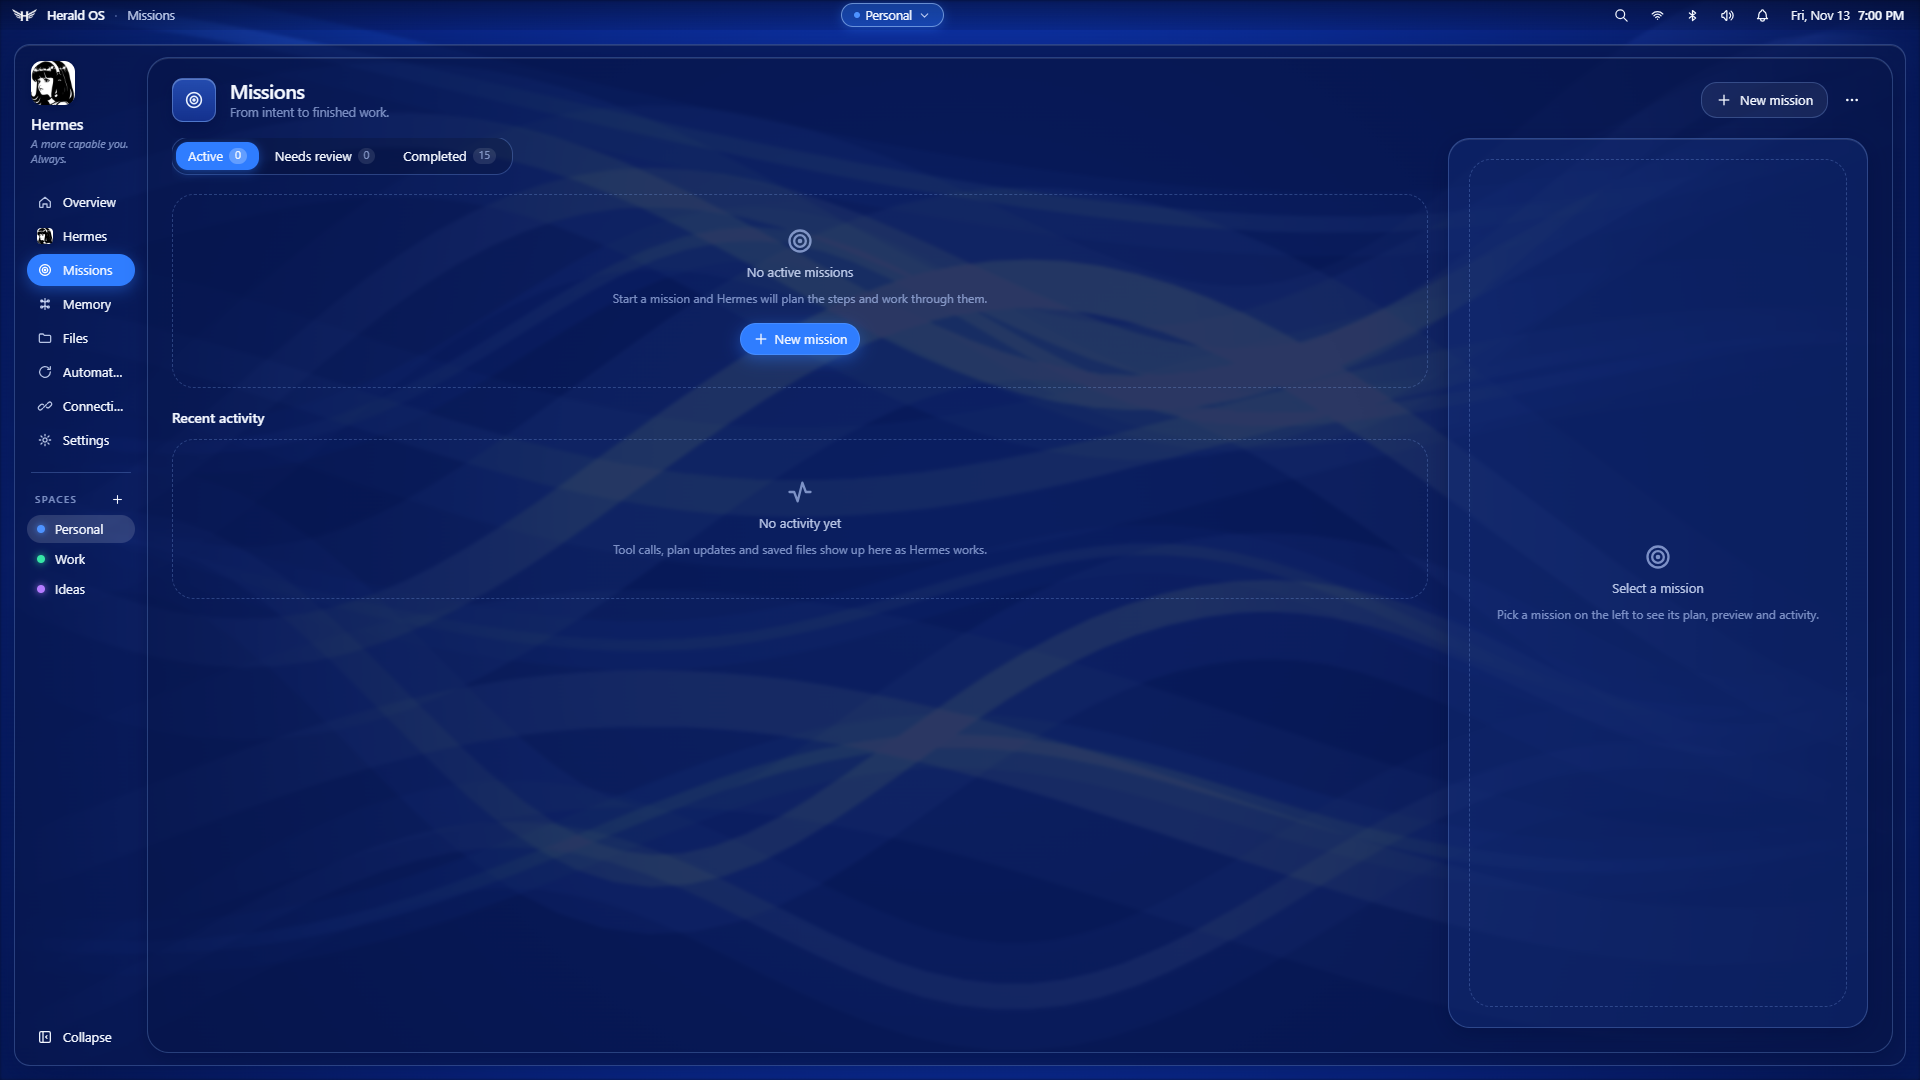 Herald OS · Missions
Personal
Fri, Nov 13 7:00 PM
Hermes
A more capable you.
Always.
Overview
Hermes
Missions
Memory
Files
Automat...
Connecti...
Settings
SPACES
Personal
Work
Ideas
Collapse
Missions
From intent to finished work.
New mission
Active 0
Needs review 0
Completed 15
No active missions
Start a mission and Hermes will plan the steps and work through them.
New mission
Recent activity
No activity yet
Tool calls, plan updates and saved files show up here as Hermes works.
Select a mission
Pick a mission on the left to see its plan, preview and activity.